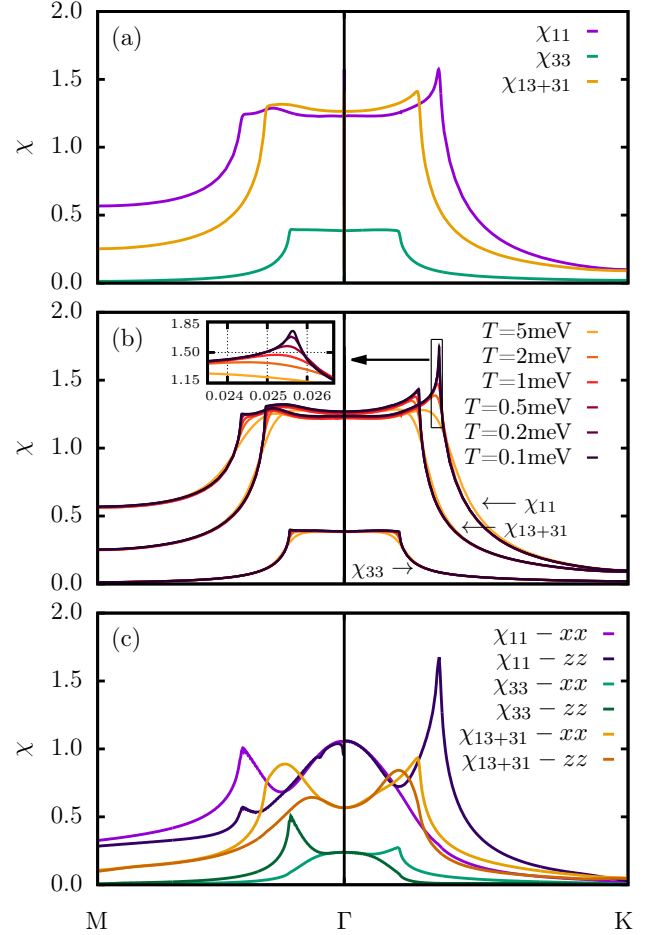 2.0
(a)
χ11
χ33
χ13+31
1.5
χ
1.0
0.5
0.0
2.0
(b)
1.85
1.50
1.15
0.024 0.025 0.026
T=5meV
T=2meV
T=1meV
T=0.5meV
T=0.2meV
T=0.1meV
1.5
χ
1.0
0.5
0.0
← χ11
← χ13+31
χ33 →
2.0
(c)
χ11 − xx
χ11 − zz
χ33 − xx
χ33 − zz
χ13+31 − xx
χ13+31 − zz
1.5
χ
1.0
0.5
0.0
M Γ K